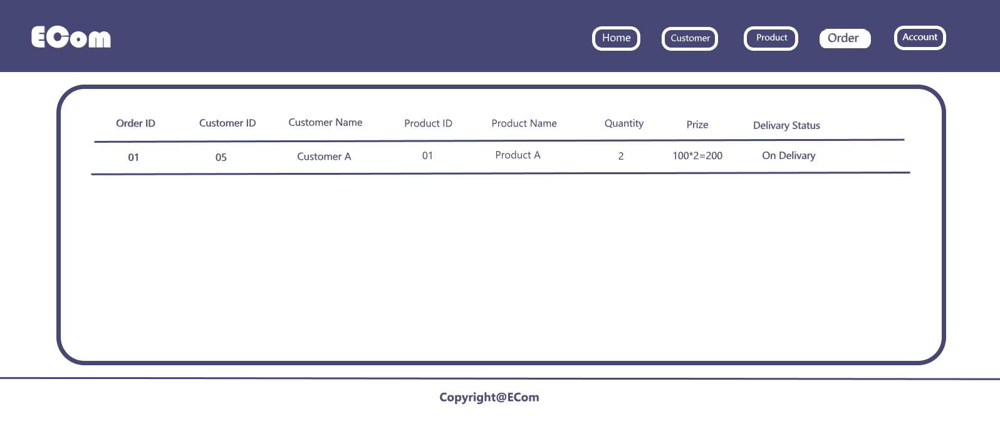 ECom Home Customer Product Order Account
Order ID Customer ID Customer Name Product ID Product Name Quantity Prize Delivary Status
01 05 Customer A 01 Product A 2 100*2=200 On Delivary
Copyright@ECom